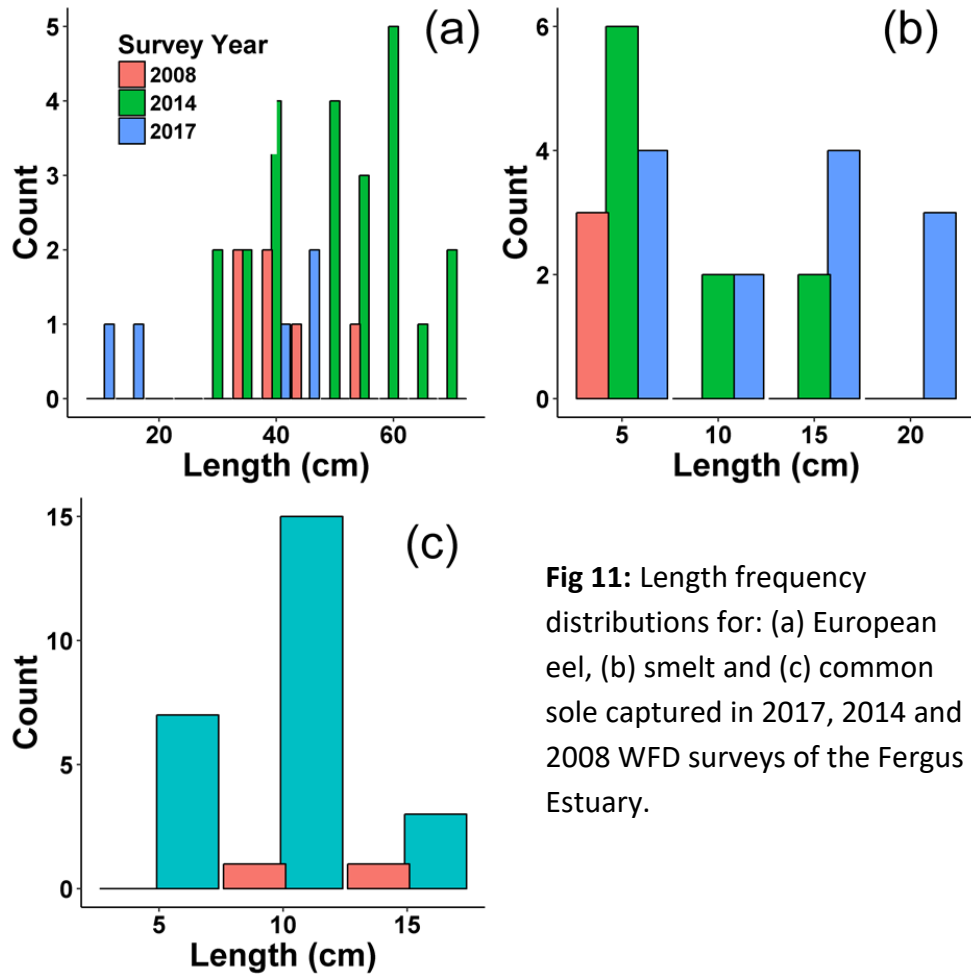 (a)
Survey Year
2008
2014
2017
5
4
3
2
1
0
Count
20
40
60
Length (cm)
(b)
6
4
2
0
Count
5
10
15
20
Length (cm)
(c)
15
10
5
0
Count
5
10
15
Length (cm)
Fig 11: Length frequency
distributions for: (a) European
eel, (b) smelt and (c) common
sole captured in 2017, 2014 and
2008 WFD surveys of the Fergus
Estuary.